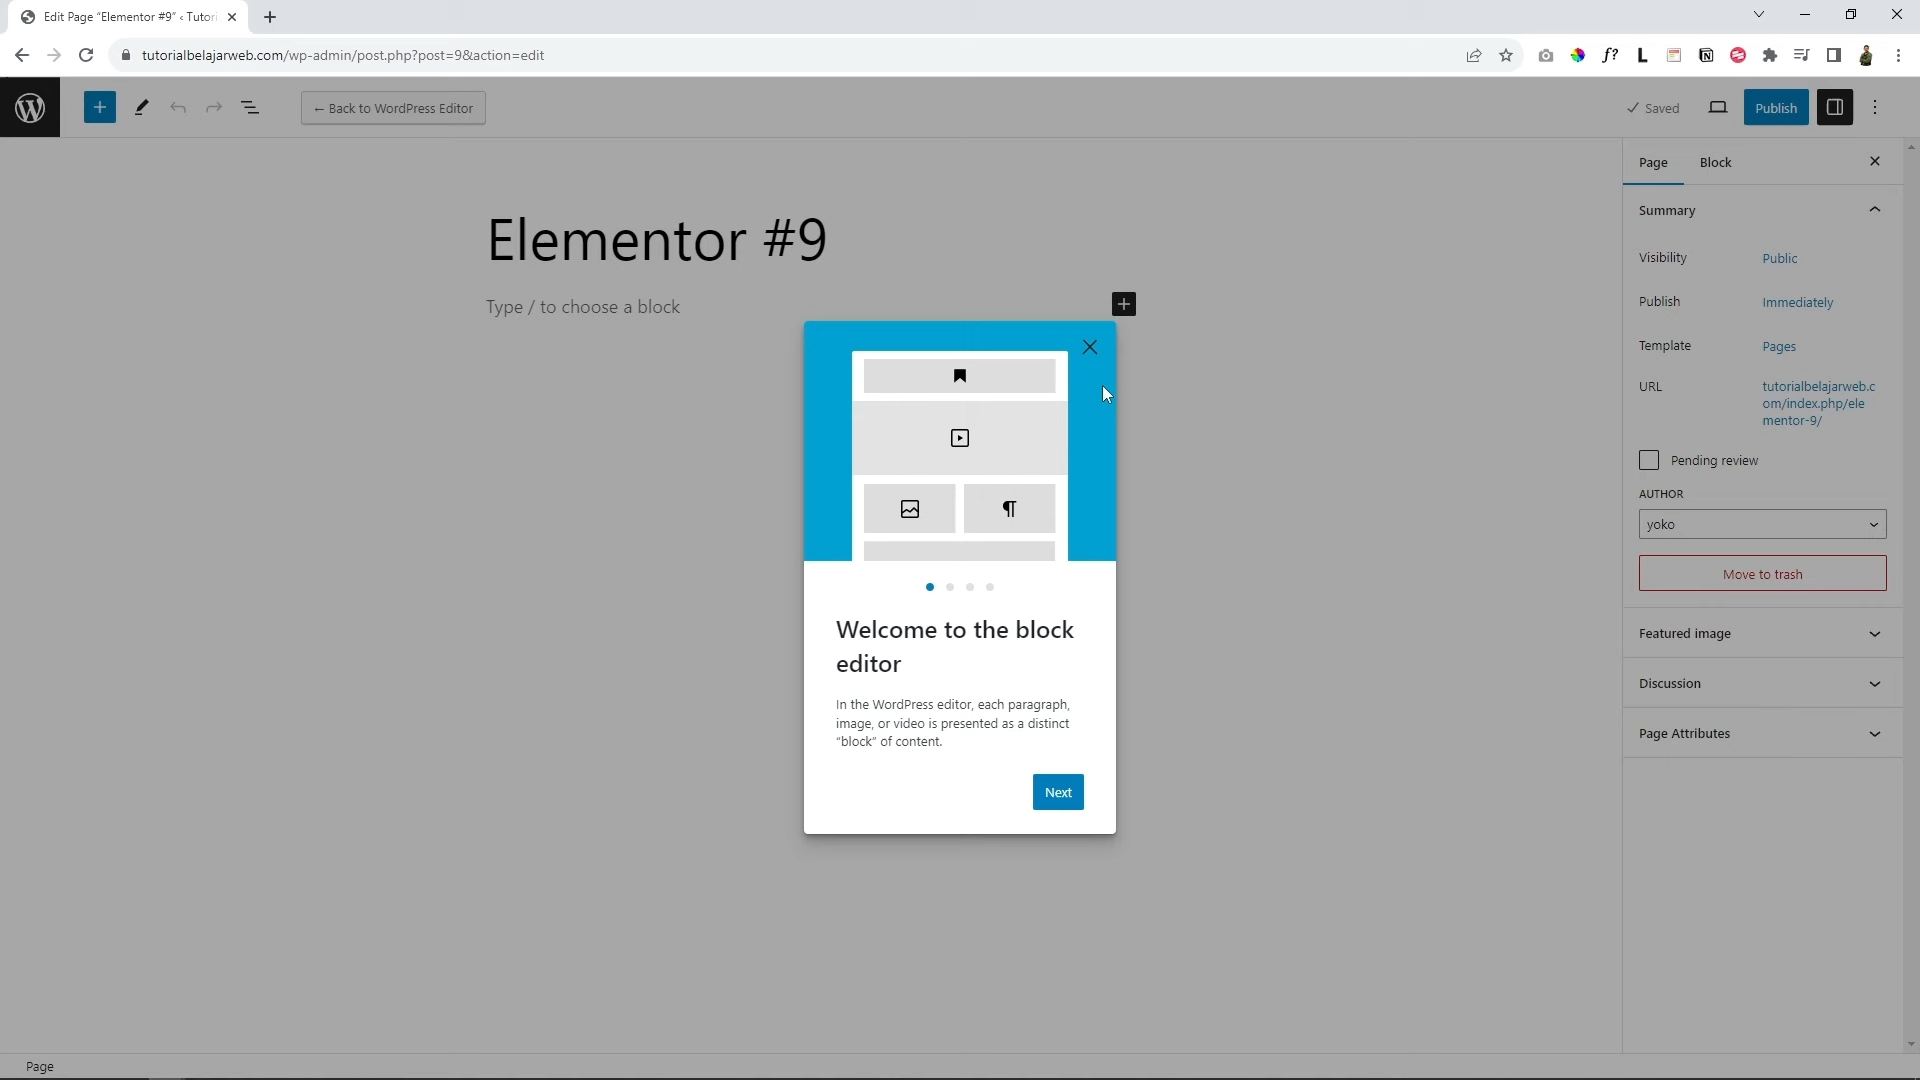 Edit Page "Elementor #9" ‹ Tutori
tutorialbelajarweb.com/wp-admin/post.php?post=9&action=edit
← Back to WordPress Editor
Saved
Publish
Page
Block
Elementor #9
Type / to choose a block
Summary
Visibility
Public
Publish
Immediately
Template
Pages
URL
tutorialbelajarweb.c
om/index.php/ele
mentor-9/
Pending review
AUTHOR
yoko
Move to trash
Featured image
Discussion
Page Attributes
Welcome to the block
editor
In the WordPress editor, each paragraph,
image, or video is presented as a distinct
“block” of content.
Next
Page